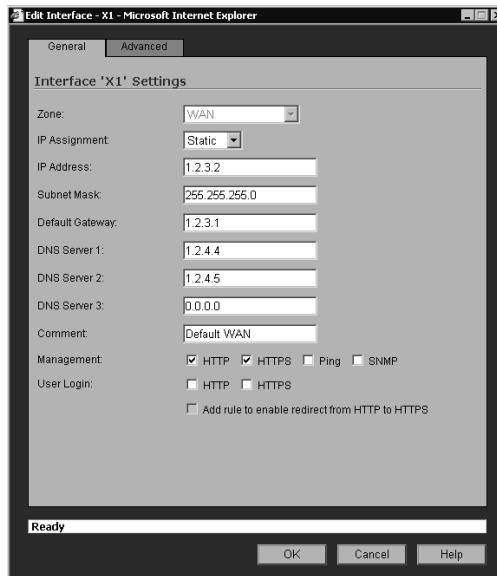 Edit Interface - X1 - Microsoft Internet Explorer
General Advanced
Interface 'X1' Settings
Zone: WAN
IP Assignment: Static
IP Address: 1.2.3.2
Subnet Mask: 255.255.255.0
Default Gateway: 1.2.3.1
DNS Server 1: 1.2.4.4
DNS Server 2: 1.2.4.5
DNS Server 3: 0.0.0.0
Comment: Default WAN
Management: HTTP HTTPS Ping SNMP
User Login: HTTP HTTPS
Add rule to enable redirect from HTTP to HTTPS
Ready
OK Cancel Help